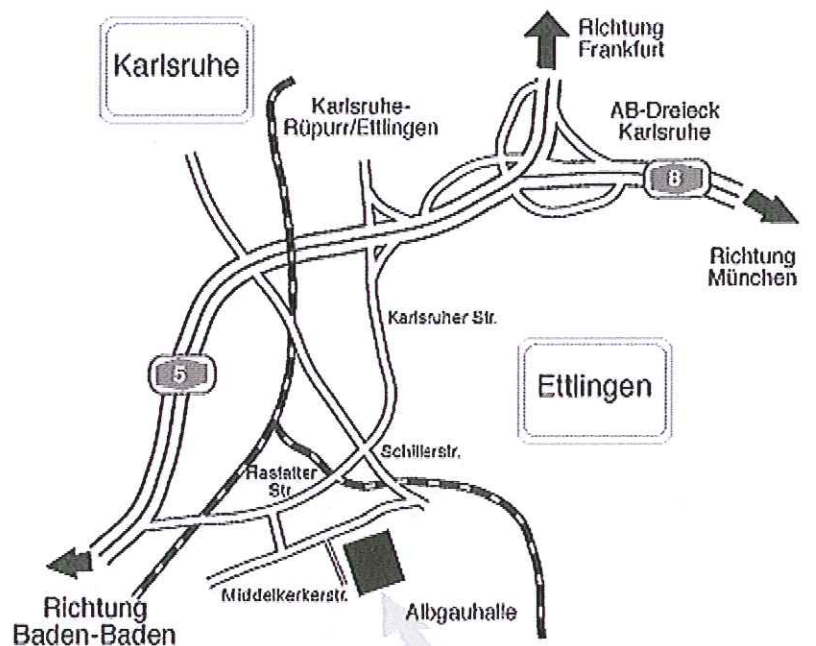 Richtung
Frankfurt
Karlsruhe
Karlsruhe-
Rüpurr/Ettlingen
AB-Dreieck
Karlsruhe
8
Richtung
München
Karlsruher Str.
5
Ettlingen
Schillerstr.
Rastatter
Str.
Middelkerkerstr.
Albgauhalle
Richtung
Baden-Baden